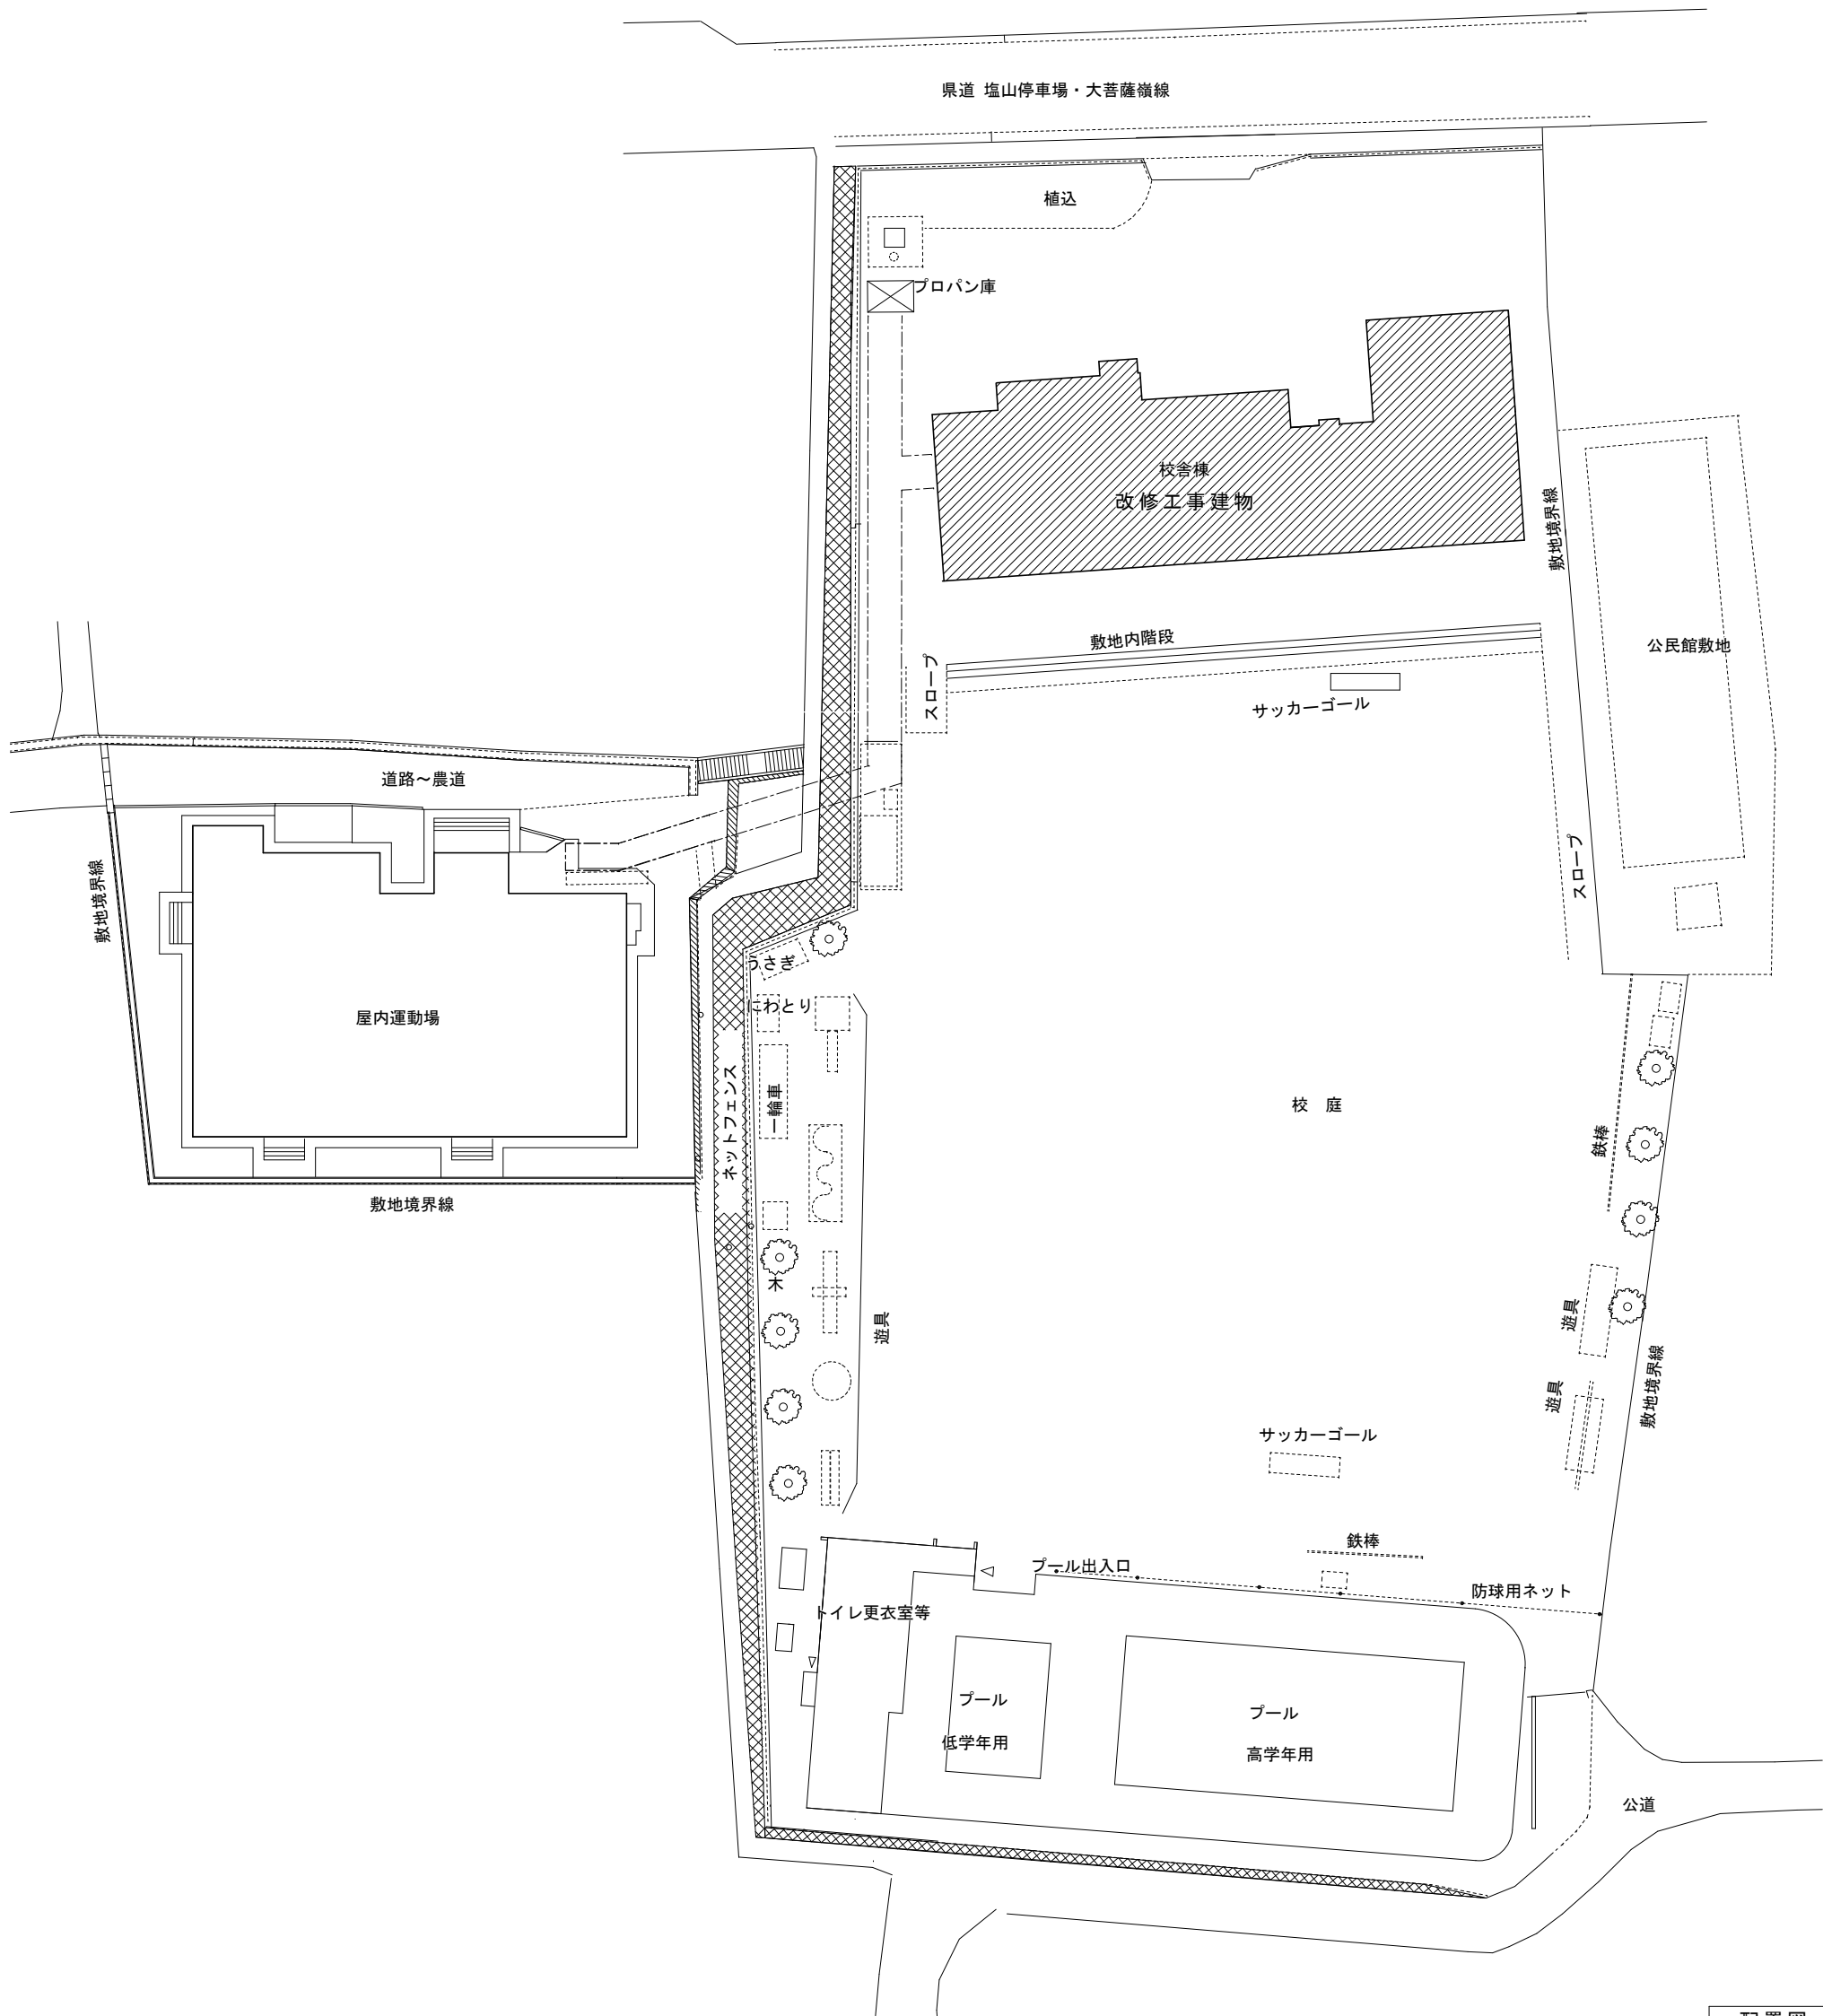 県道 塩山停車場・大菩薩嶺線
植込
プロパン庫
校舎棟
改修工事建物
敷地境界線
敷地内階段
公民館敷地
スロープ
サッカーゴール
道路～農道
スロープ
敷地境界線
うさぎ
にわとり
屋内運動場
ネットフェンス
一輪車
校　庭
鉄棒
敷地境界線
木
遊具
遊具
遊具
敷地境界線
サッカーゴール
鉄棒
プール出入口
防球用ネット
トイレ更衣室等
プール
低学年用
プール
高学年用
公道
配置図